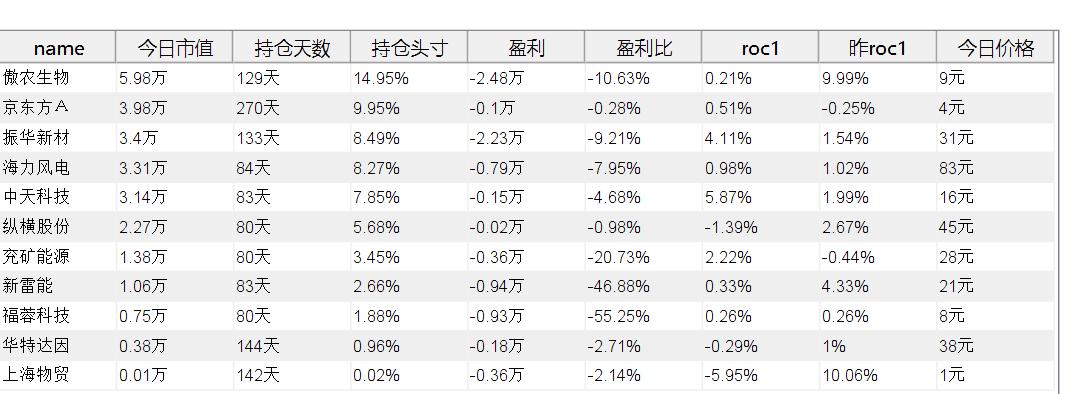 name 今日市值 持仓天数 持仓头寸 盈利 盈利比 roc1 昨roc1 今日价格
傲农生物 5.98万 129天 14.95% -2.48万 -10.63% 0.21% 9.99% 9元
京东方Ａ 3.98万 270天 9.95% -0.1万 -0.28% 0.51% -0.25% 4元
振华新材 3.4万 133天 8.49% -2.23万 -9.21% 4.11% 1.54% 31元
海力风电 3.31万 84天 8.27% -0.79万 -7.95% 0.98% 1.02% 83元
中天科技 3.14万 83天 7.85% -0.15万 -4.68% 5.87% 1.99% 16元
纵横股份 2.27万 80天 5.68% -0.02万 -0.98% -1.39% 2.67% 45元
兖矿能源 1.38万 80天 3.45% -0.36万 -20.73% 2.22% -0.44% 28元
新雷能 1.06万 83天 2.66% -0.94万 -46.88% 0.33% 4.33% 21元
福蓉科技 0.75万 80天 1.88% -0.93万 -55.25% 0.26% 0.26% 8元
华特达因 0.38万 144天 0.96% -0.18万 -2.71% -0.29% 1% 38元
上海物贸 0.01万 142天 0.02% -0.36万 -2.14% -5.95% 10.06% 1元